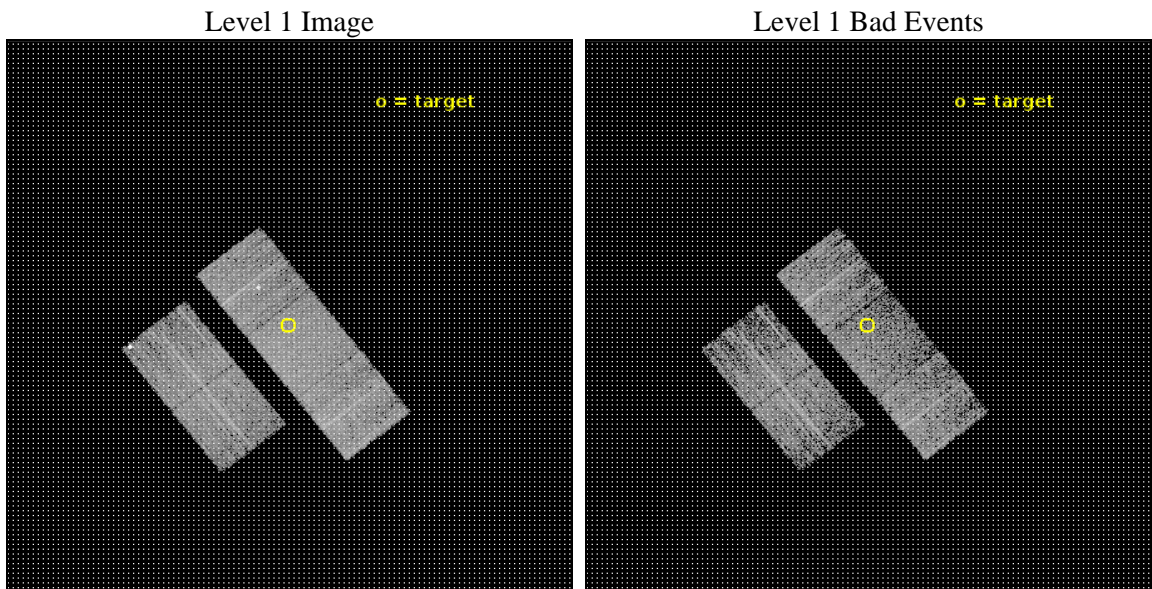 Level 1 Image
Level 1 Bad Events
o = target
o = target